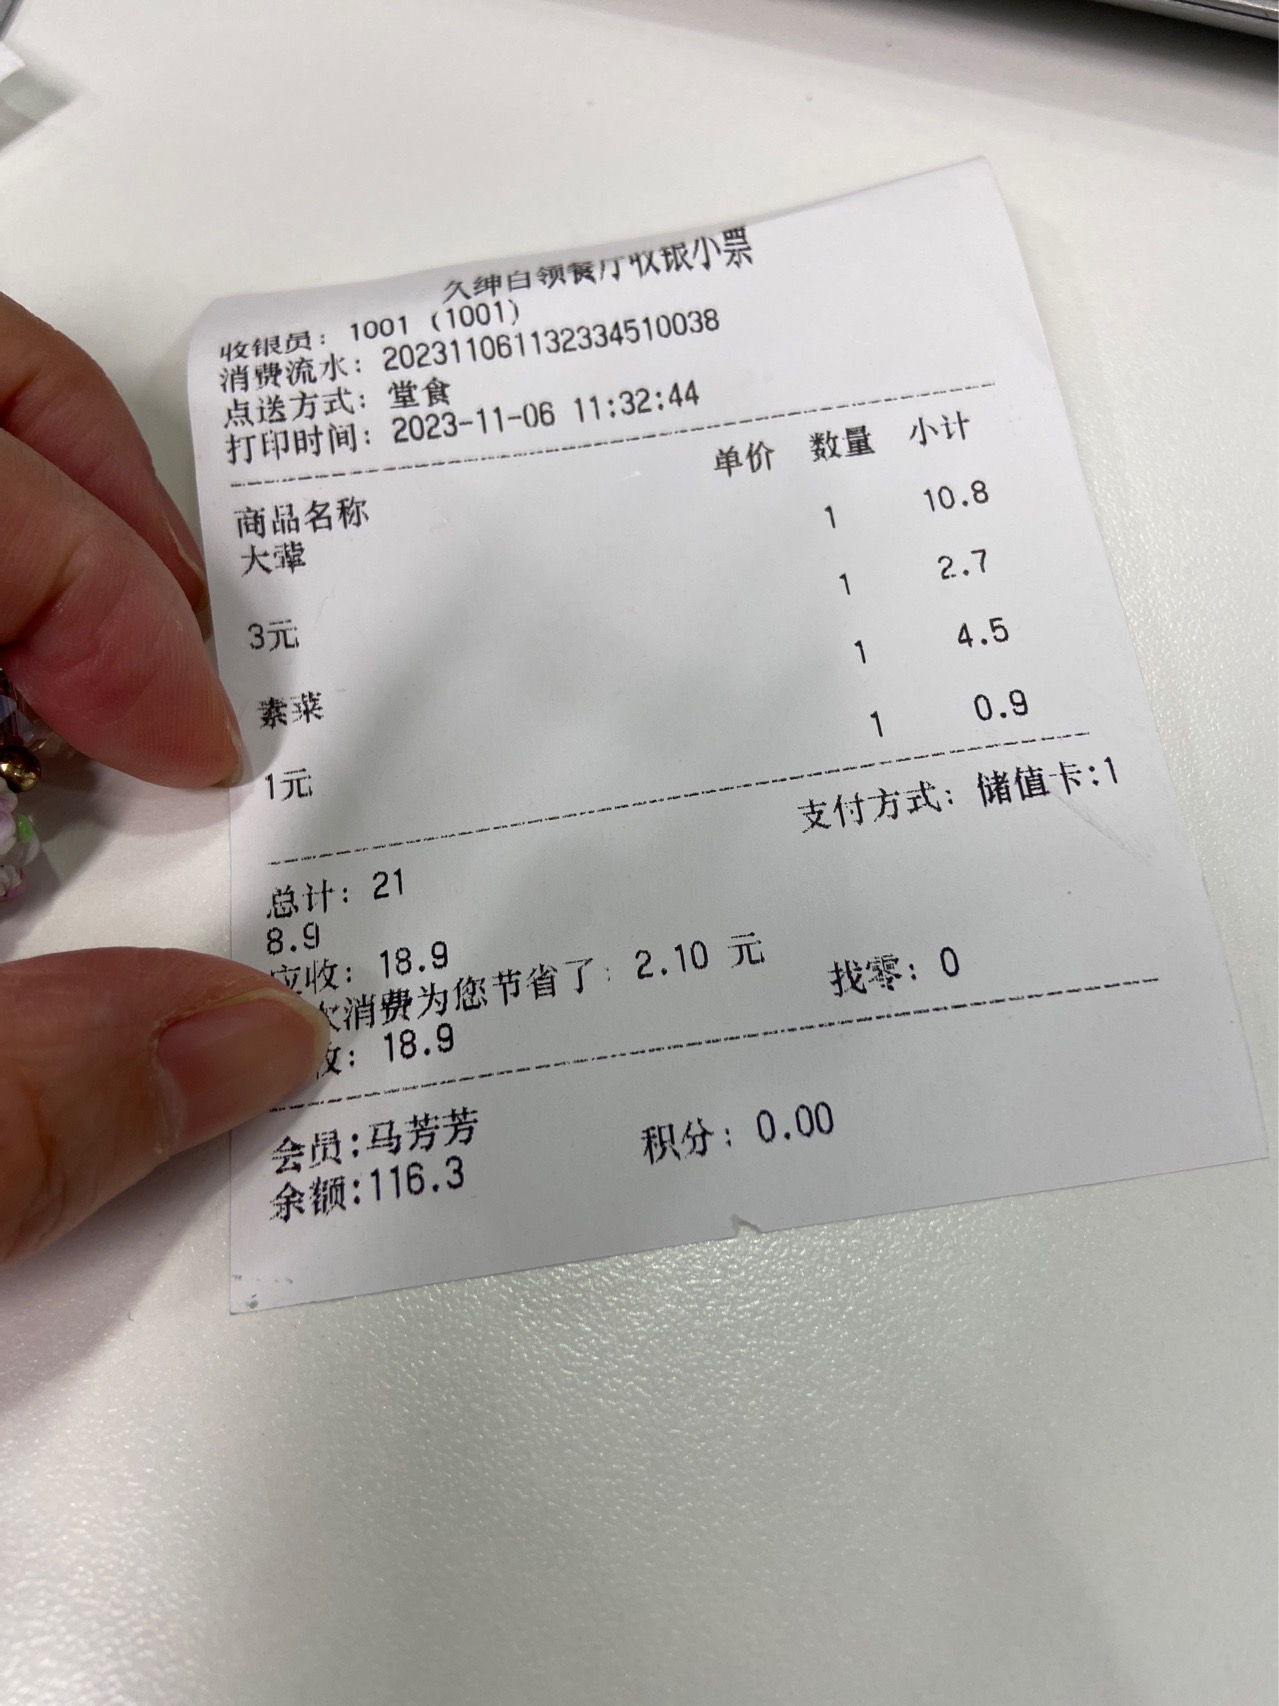 久绅白领餐厅收银小票
收银员：1001 (1001)
消费流水：202311061132334510038
点送方式：堂食
打印时间：2023-11-06 11:32:44
商品名称 单价 数量 小计
大荤 1 10.8
3元 1 2.7
素菜 1 4.5
1元 1 0.9
总计：21 支付方式：储值卡:1
8.9
应收：18.9
次消费为您节省了：2.10 元
收：18.9 找零：0
会员:马芳芳 积分：0.00
余额:116.3